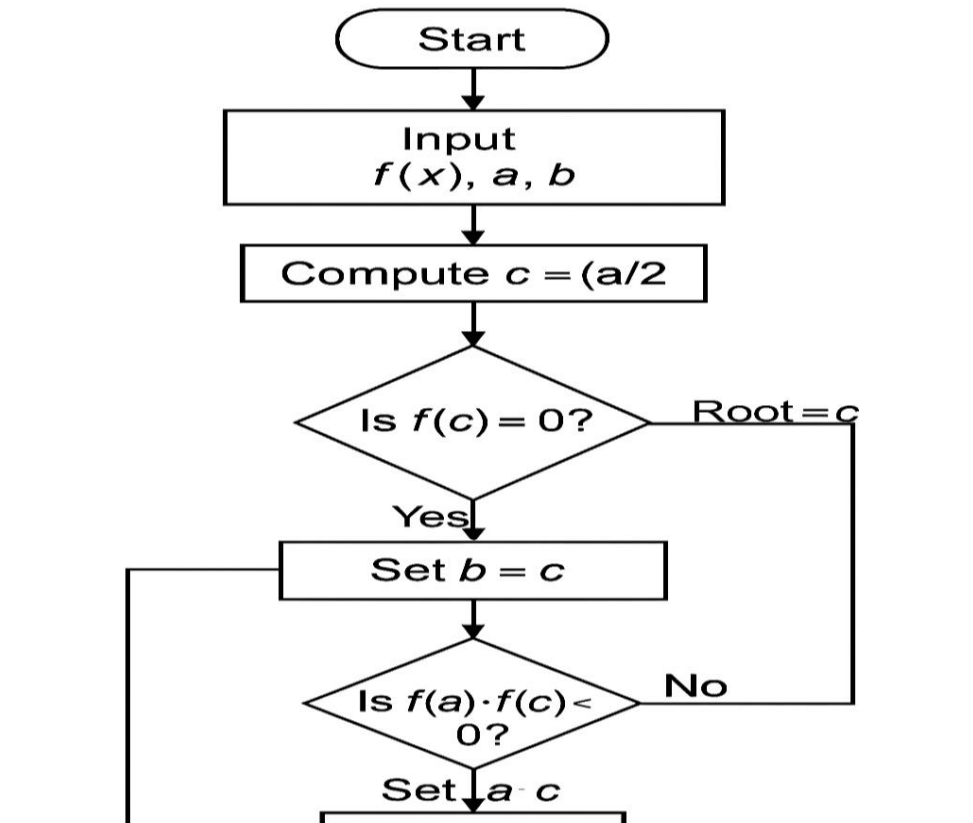 Start
Input
f(x), a, b
Compute c = (a/2
Is f(c) = 0?
Root = c
Yes
Set b = c
Is f(a)·f(c) <
0?
No
Set a - c